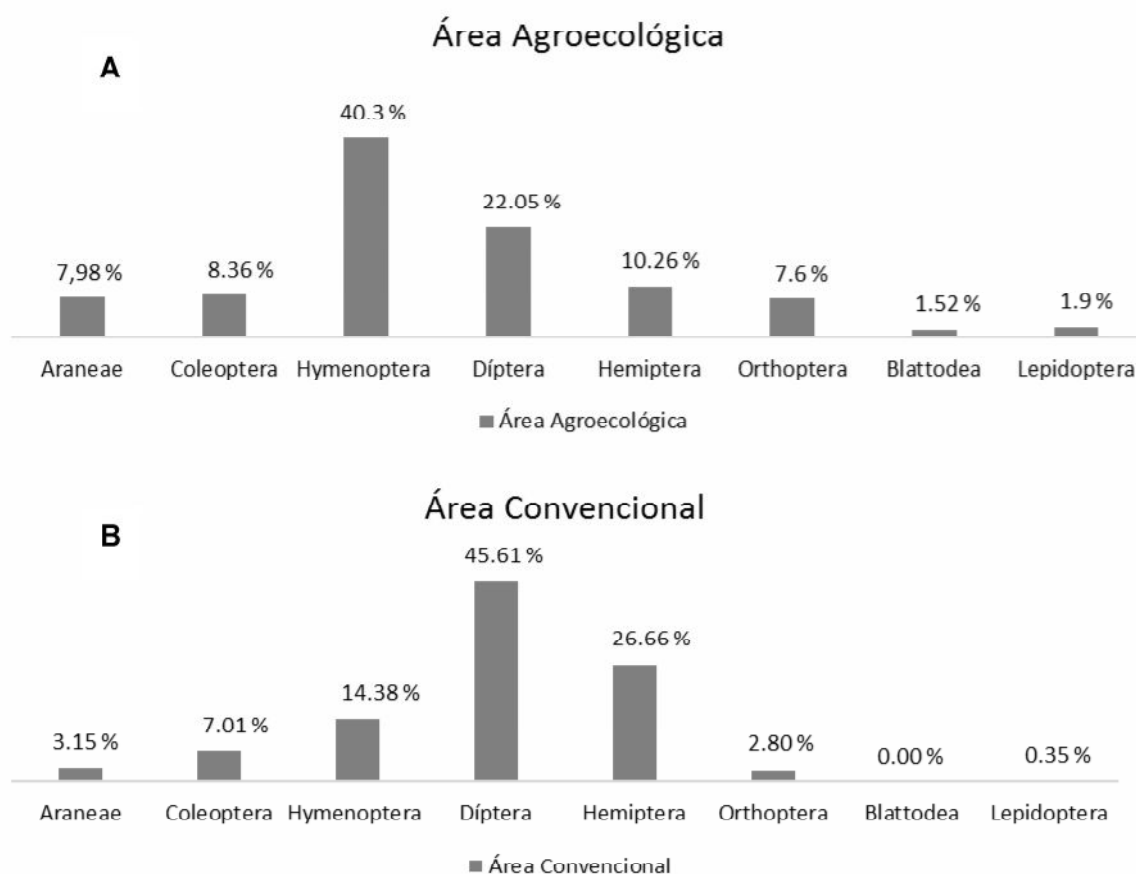 Área Agroecológica
A
40.3 %
22.05 %
7,98 %
8.36 %
10.26 %
7.6 %
1.52 %
1.9 %
Araneae Coleoptera Hymenoptera Díptera Hemiptera Orthoptera Blattodea Lepidoptera
Área Agroecológica
Área Convencional
B
45.61 %
26.66 %
14.38 %
3.15 %
7.01 %
2.80 %
0.00 %
0.35 %
Araneae Coleoptera Hymenoptera Díptera Hemiptera Orthoptera Blattodea Lepidoptera
Área Convencional